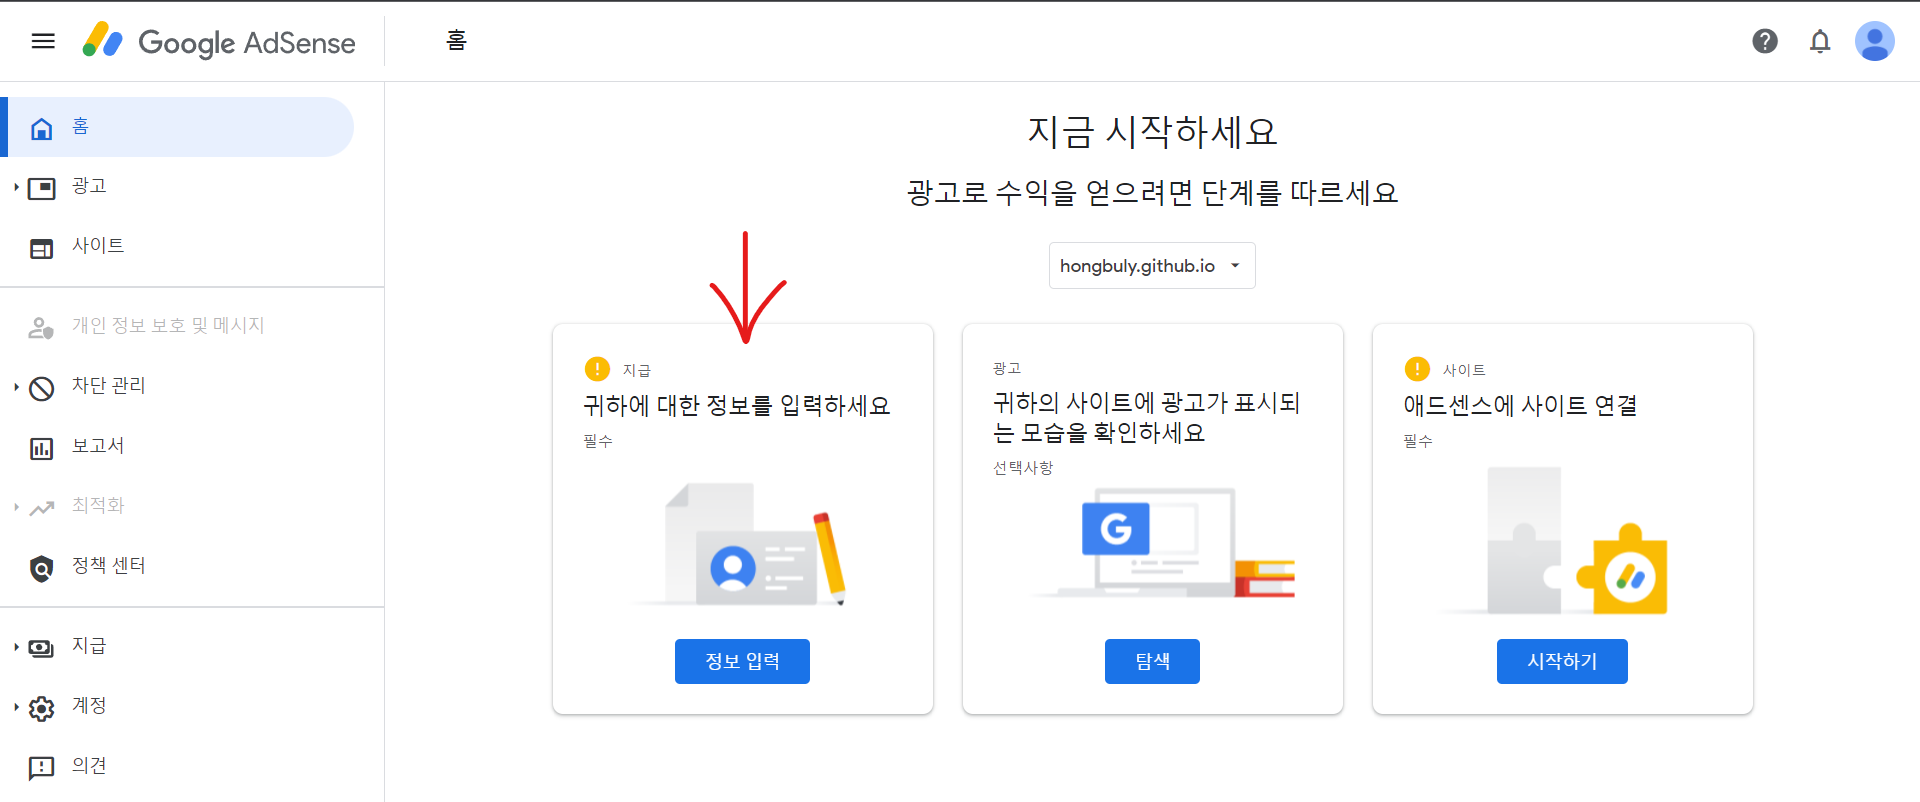 Google AdSense
홈
홈
광고
사이트
개인 정보 보호 및 메시지
차단 관리
보고서
최적화
정책 센터
지급
계정
의견
지금 시작하세요
광고로 수익을 얻으려면 단계를 따르세요
hongbuly.github.io
지급
귀하에 대한 정보를 입력하세요
필수
정보 입력
광고
귀하의 사이트에 광고가 표시되
는 모습을 확인하세요
선택사항
G
탐색
사이트
애드센스에 사이트 연결
필수
시작하기